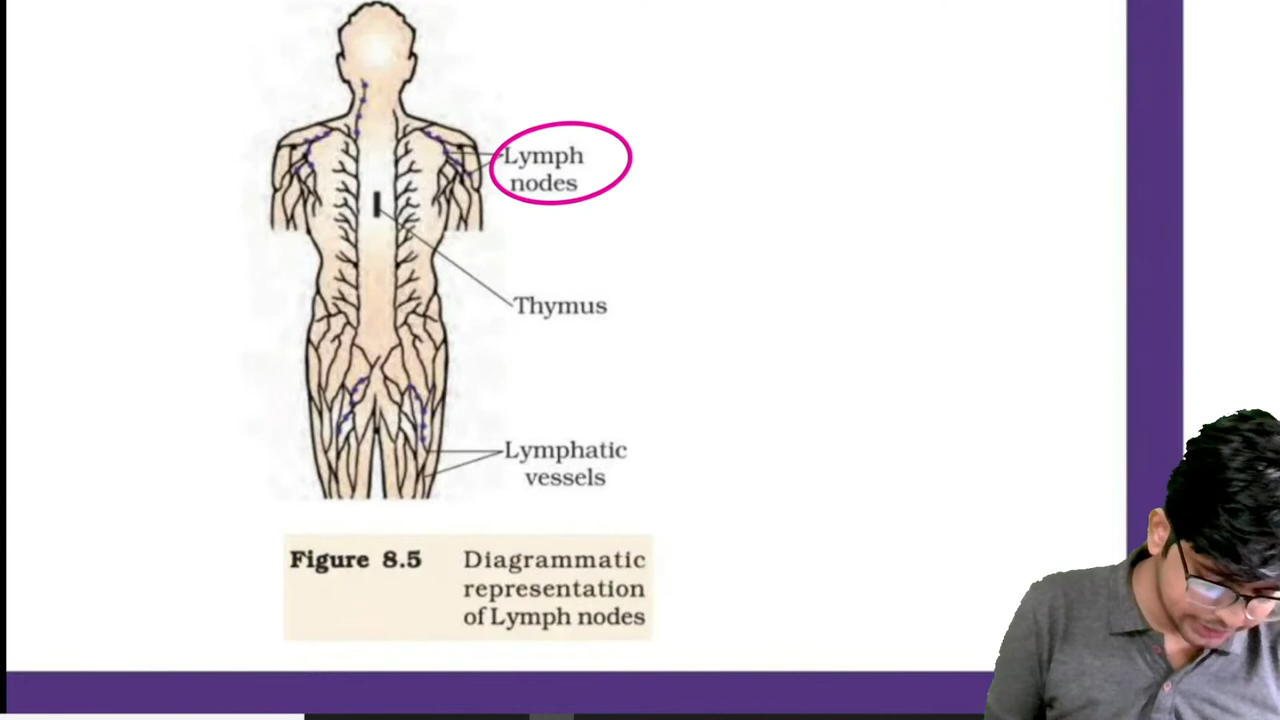 Lymph
nodes
Thymus
Lymphatic
vessels
Figure 8.5 Diagrammatic
representation
of Lymph nodes